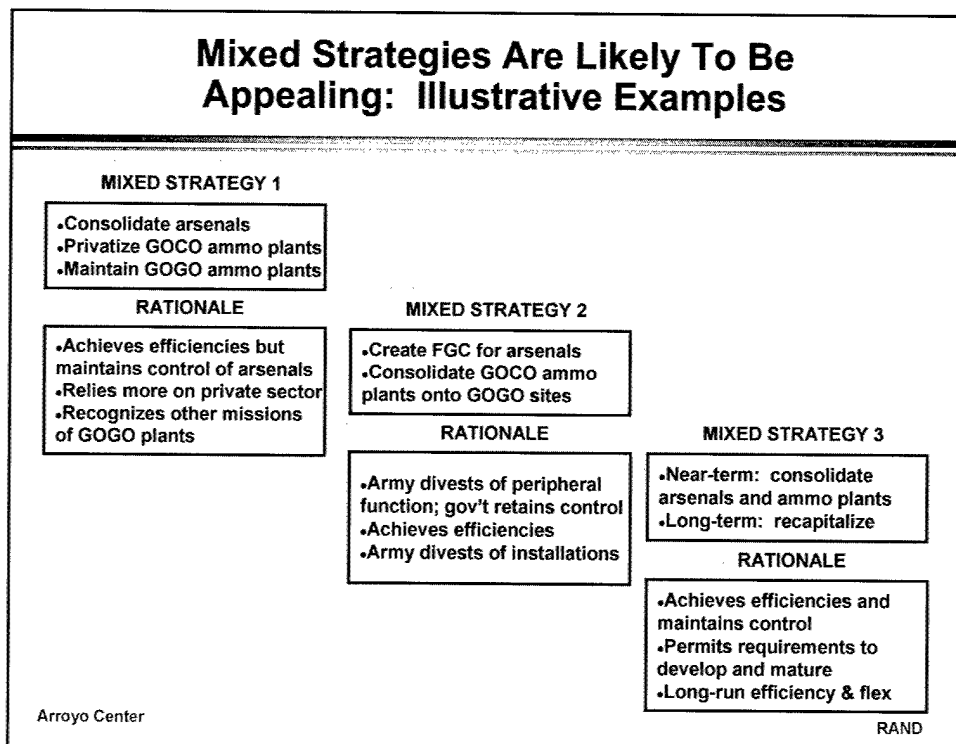 Mixed Strategies Are Likely To Be
Appealing: Illustrative Examples
MIXED STRATEGY 1
•Consolidate arsenals
•Privatize GOCO ammo plants
•Maintain GOGO ammo plants
RATIONALE
•Achieves efficiencies but
maintains control of arsenals
•Relies more on private sector
•Recognizes other missions
of GOGO plants
MIXED STRATEGY 2
•Create FGC for arsenals
•Consolidate GOCO ammo
plants onto GOGO sites
RATIONALE
•Army divests of peripheral
function; gov't retains control
•Achieves efficiencies
•Army divests of installations
MIXED STRATEGY 3
•Near-term: consolidate
arsenals and ammo plants
•Long-term: recapitalize
RATIONALE
•Achieves efficiencies and
maintains control
•Permits requirements to
develop and mature
•Long-run efficiency & flex
Arroyo Center
RAND